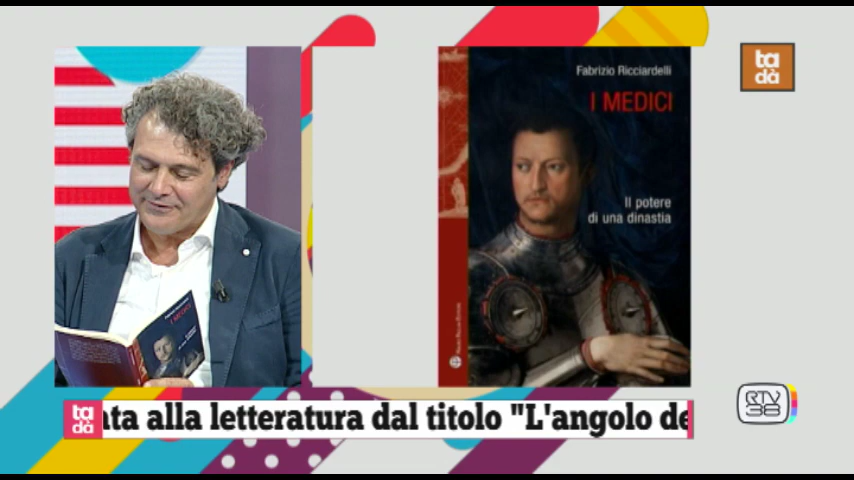 ta
dà
Fabrizio Ricciardelli
I MEDICI
Il potere
di una dinastia
I MEDICI
ta
dà
ata alla letteratura dal titolo "L'angolo de
RTV
38